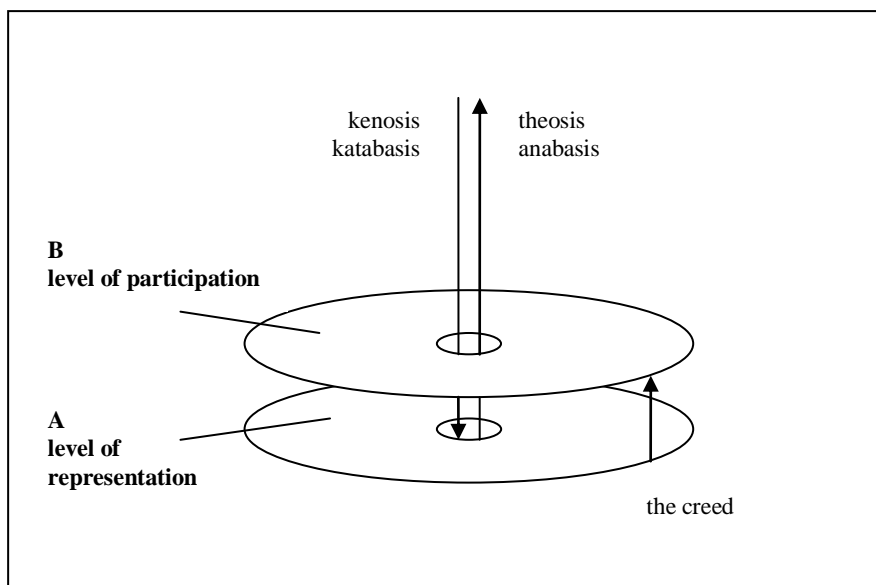 kenosis
katabasis
theosis
anabasis
B
level of participation
A
level of
representation
the creed